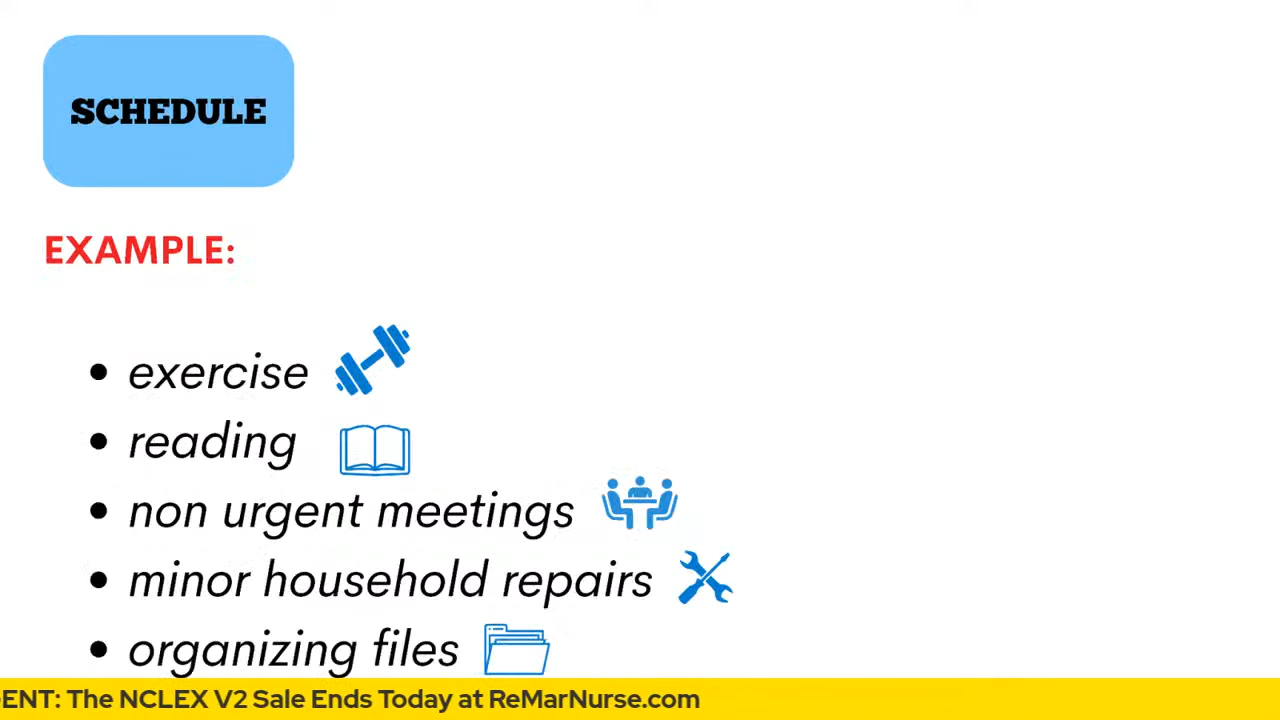 SCHEDULE
EXAMPLE:
• exercise
• reading
• non urgent meetings
• minor household repairs
• organizing files
ENT: The NCLEX V2 Sale Ends Today at ReMarNurse.com